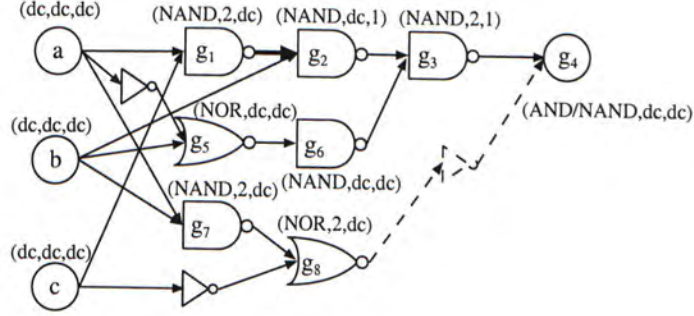 (dc,dc,dc)
(NAND,2,dc)
(NAND,dc,1)
(NAND,2,1)
a
g1
g2
g3
g4
(dc,dc,dc)
(NOR,dc,dc)
(AND/NAND,dc,dc)
b
g5
g6
(NAND,2,dc)
(NAND,dc,dc)
g7
(NOR,2,dc)
(dc,dc,dc)
g8
c